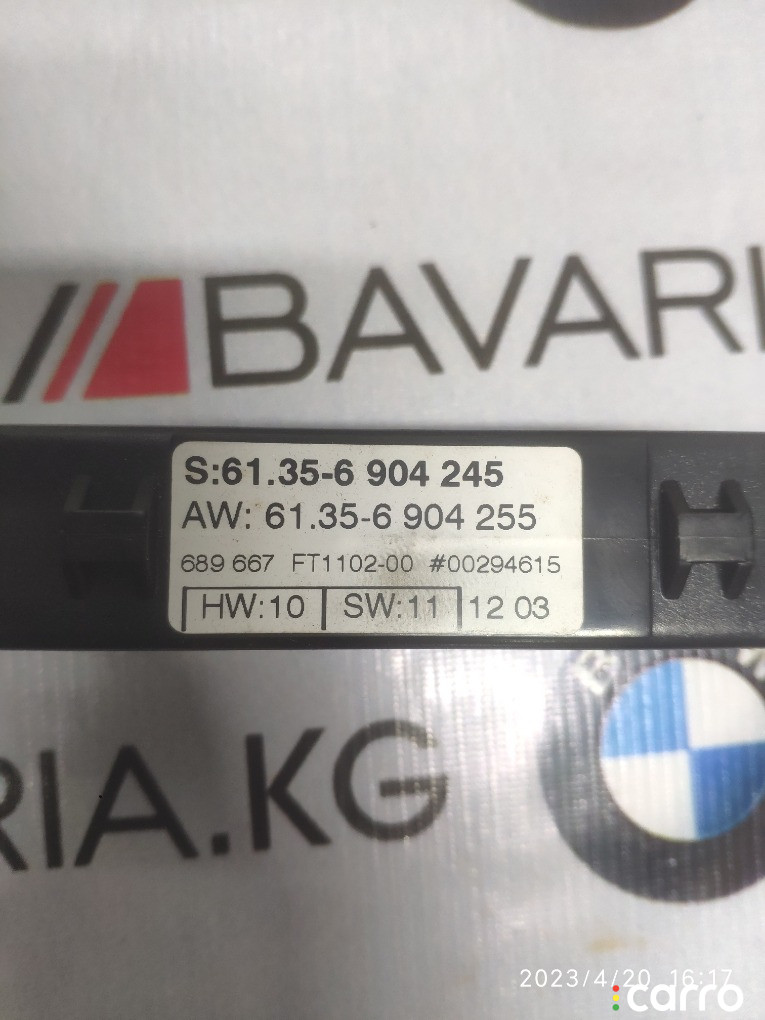 BAVARI
S:61.35-6 904 245
AW: 61.35-6 904 255
689 667 FT1102-00 #00294615
HW:10 SW:11 12 03
RIA.KG
2023/4/20 16:17
carro